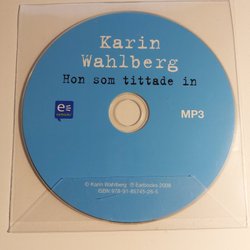 Karin
Wahlberg
Hon som tittade in
e
MP3
© Karin Wahlberg ℗ Earbooks 2008